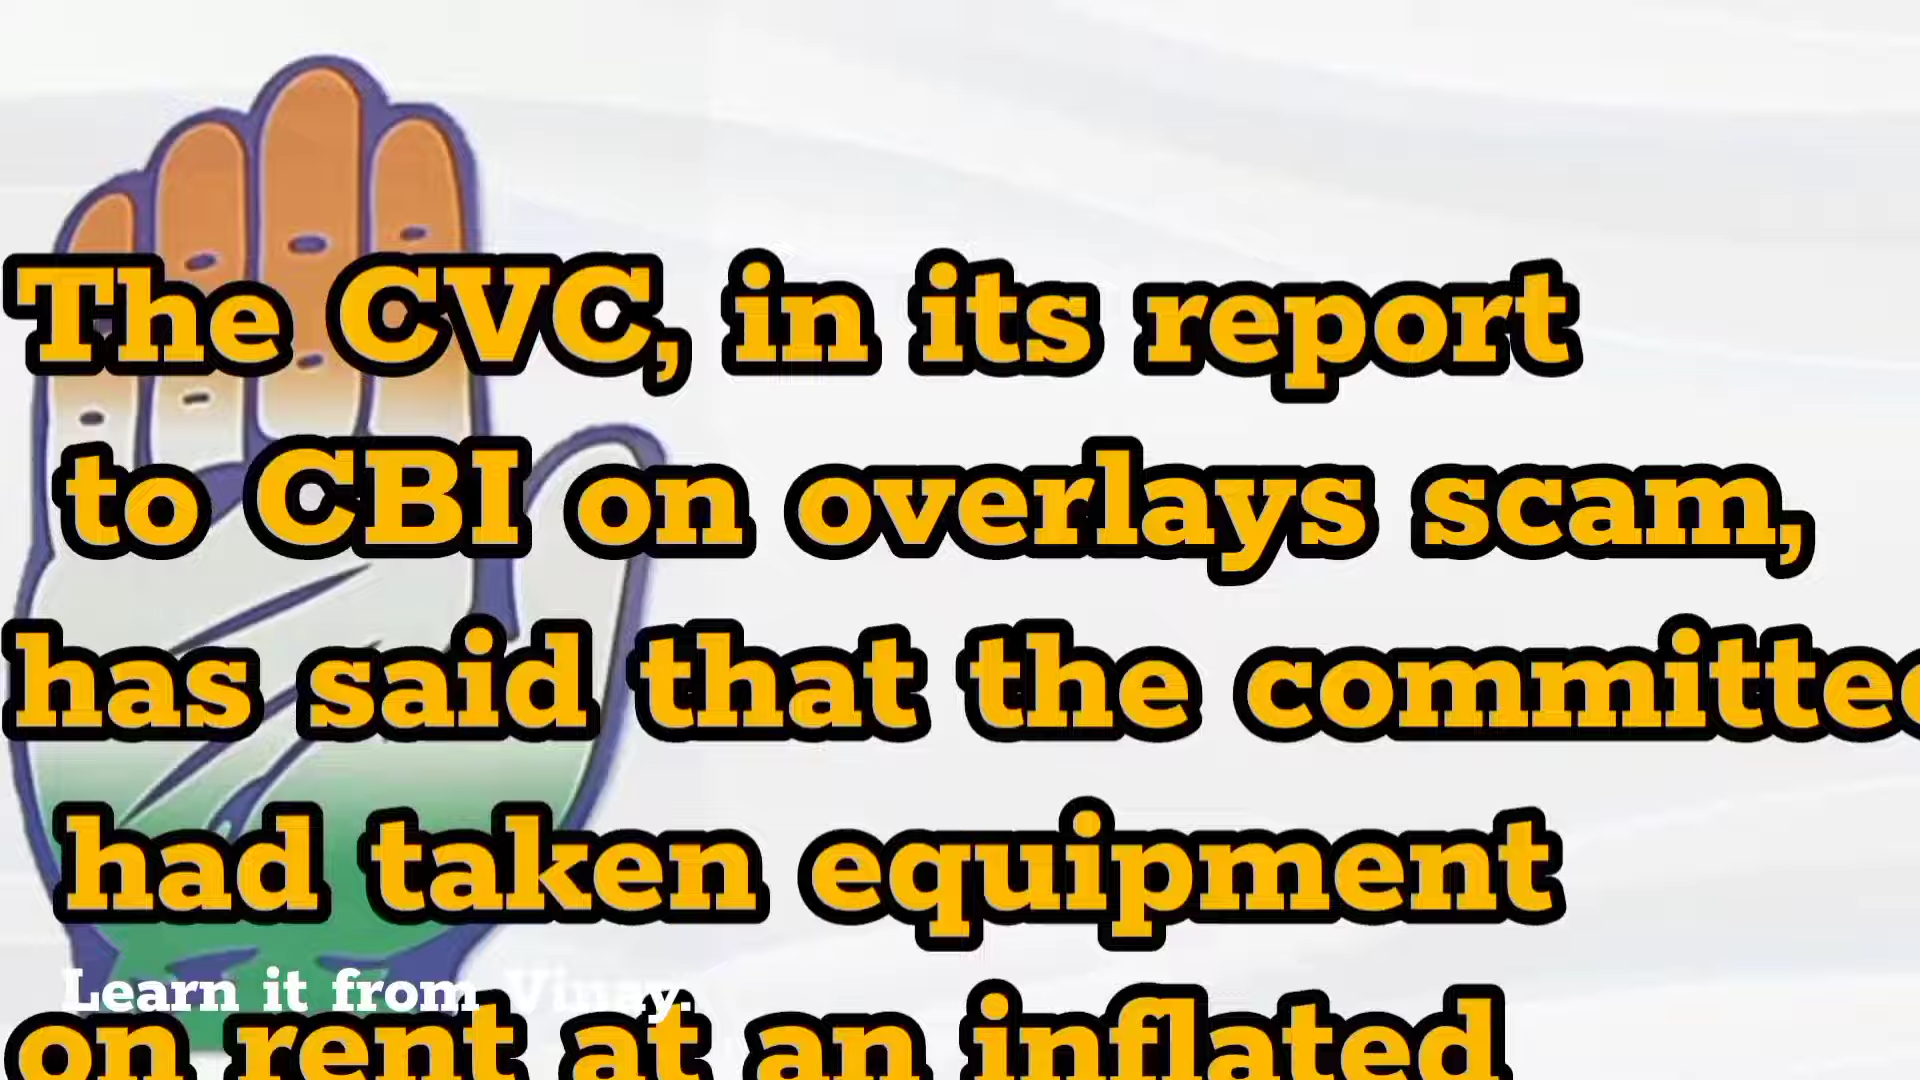 The CVC, in its report
to CBI on overlays scam,
has said that the committee
had taken equipment
Learn it from Vinay.
on rent at an inflated